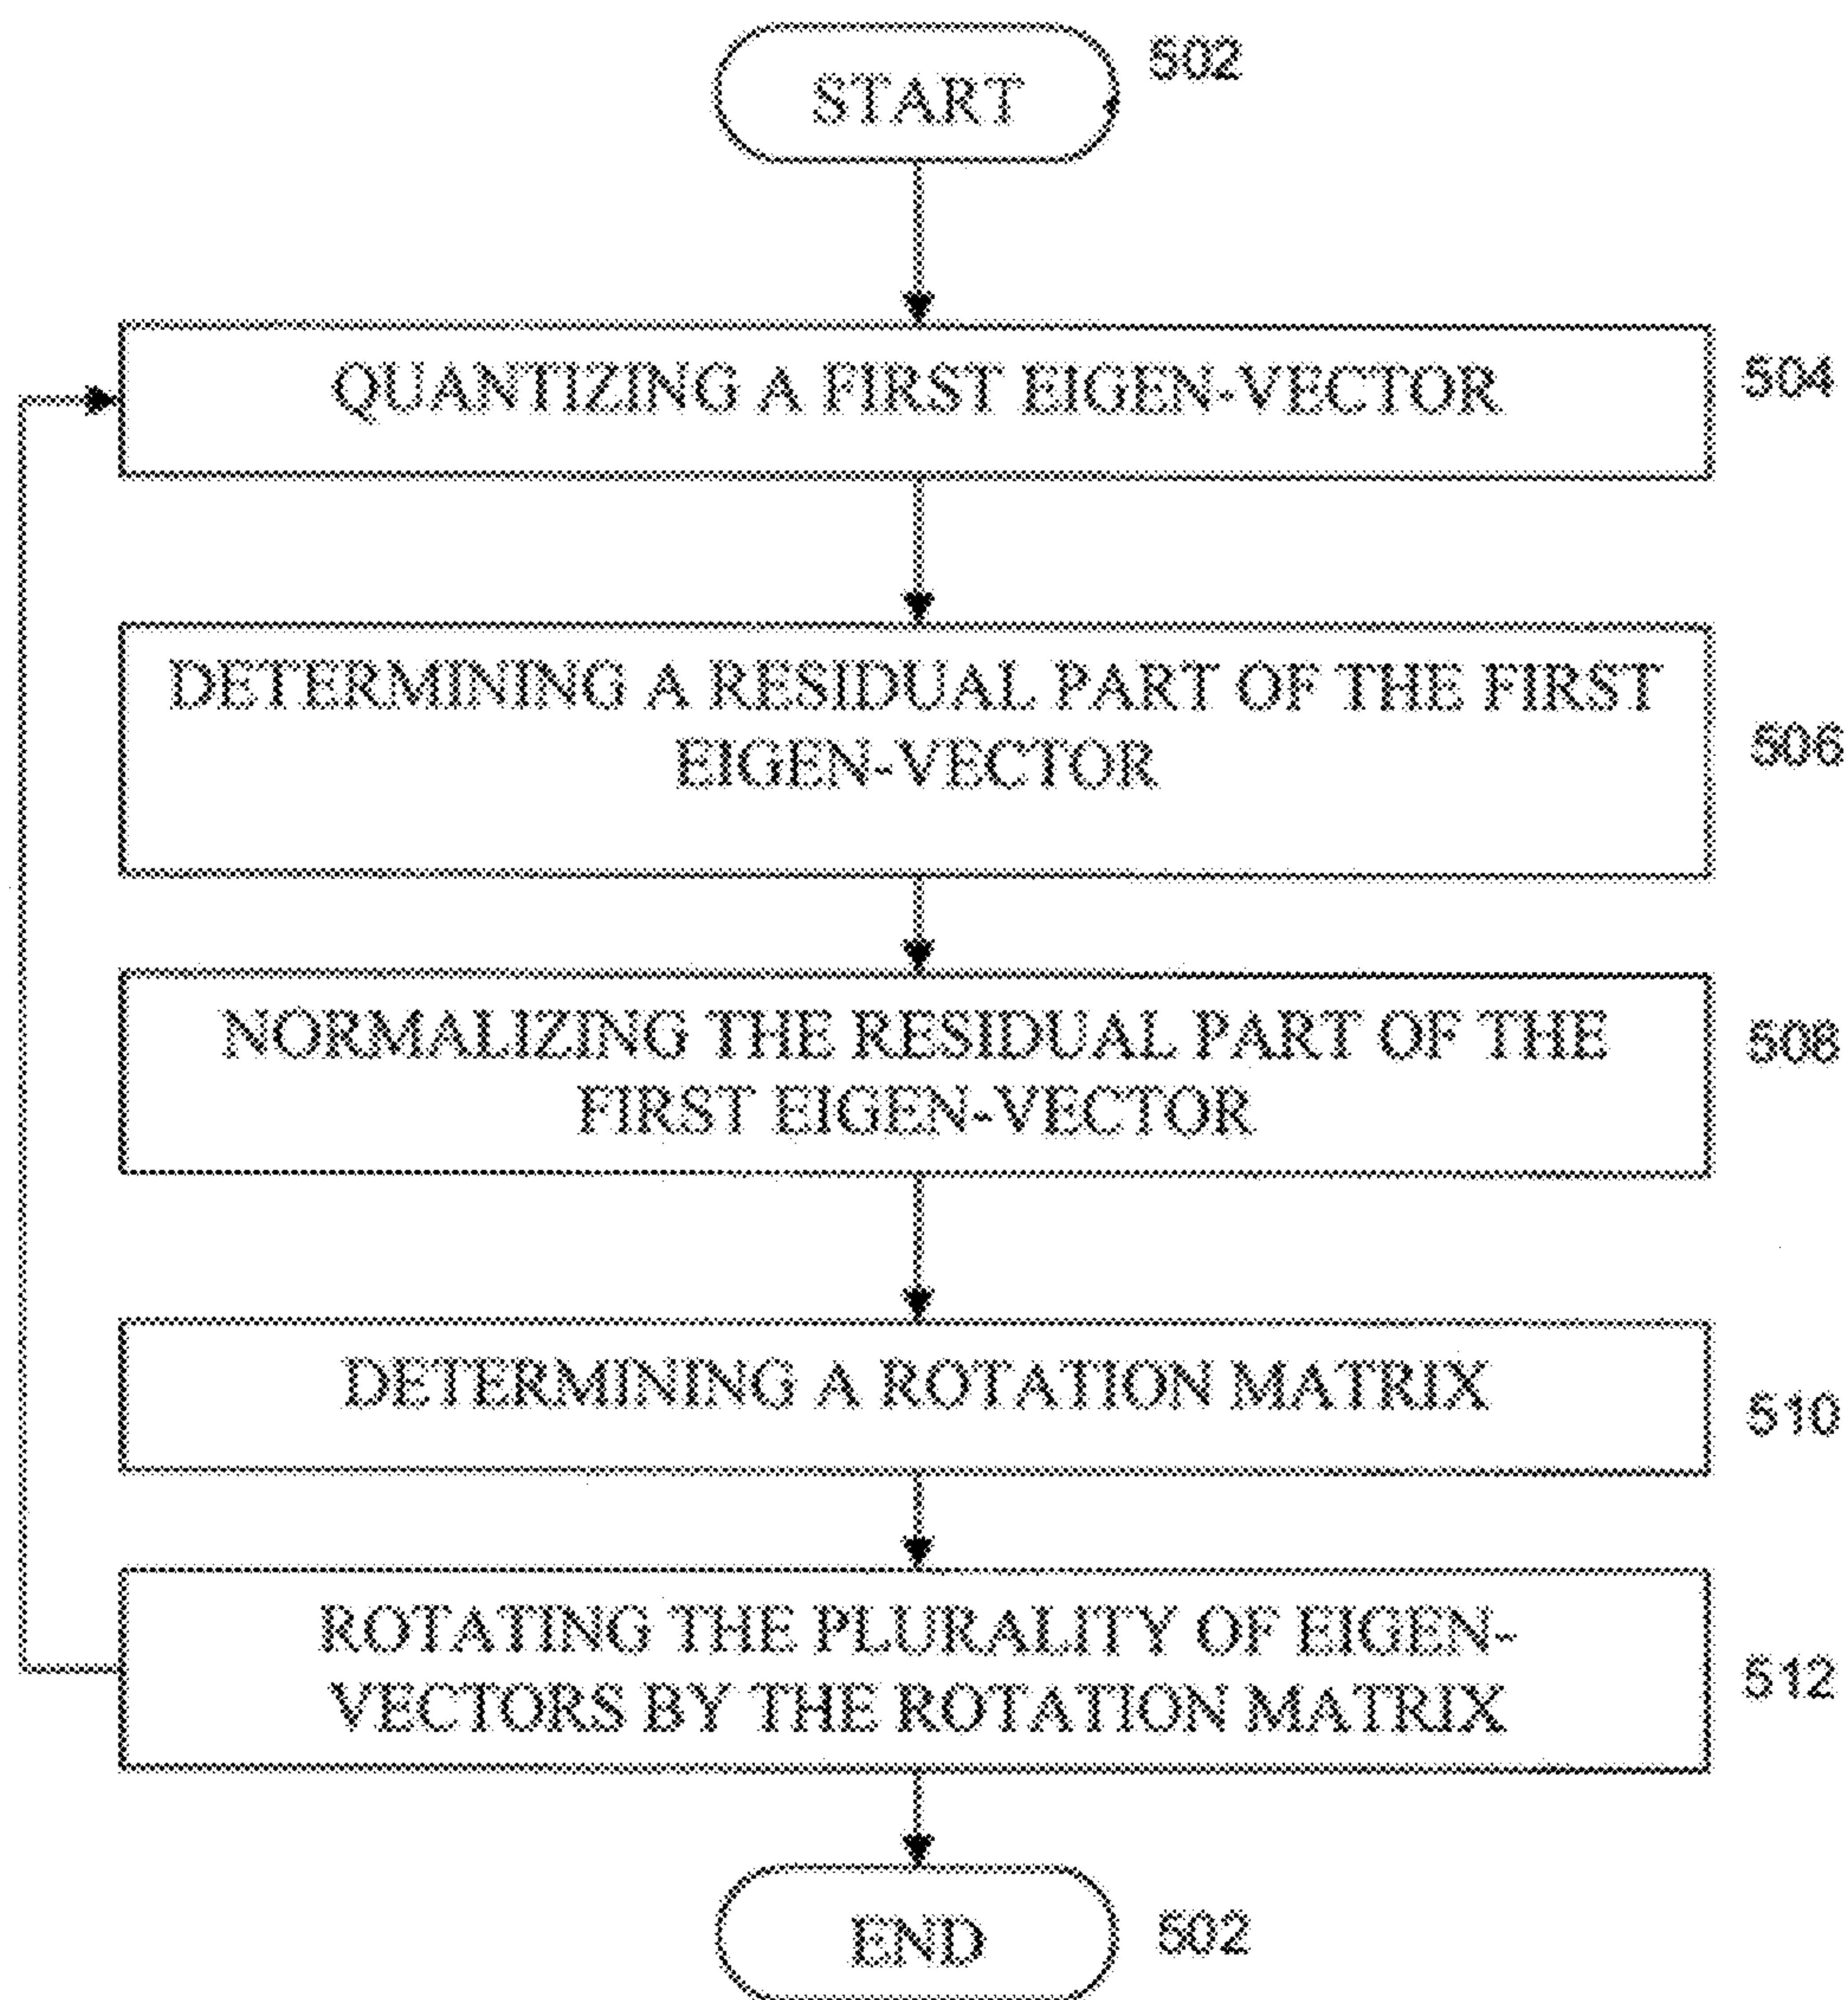 START
502
QUANTIZING A FIRST EIGEN-VECTOR
504
DETERMINING A RESIDUAL PART OF THE FIRST
EIGEN-VECTOR
506
NORMALIZING THE RESIDUAL PART OF THE
FIRST EIGEN-VECTOR
508
DETERMINING A ROTATION MATRIX
510
ROTATING THE PLURALITY OF EIGEN-
VECTORS BY THE ROTATION MATRIX
512
END
502